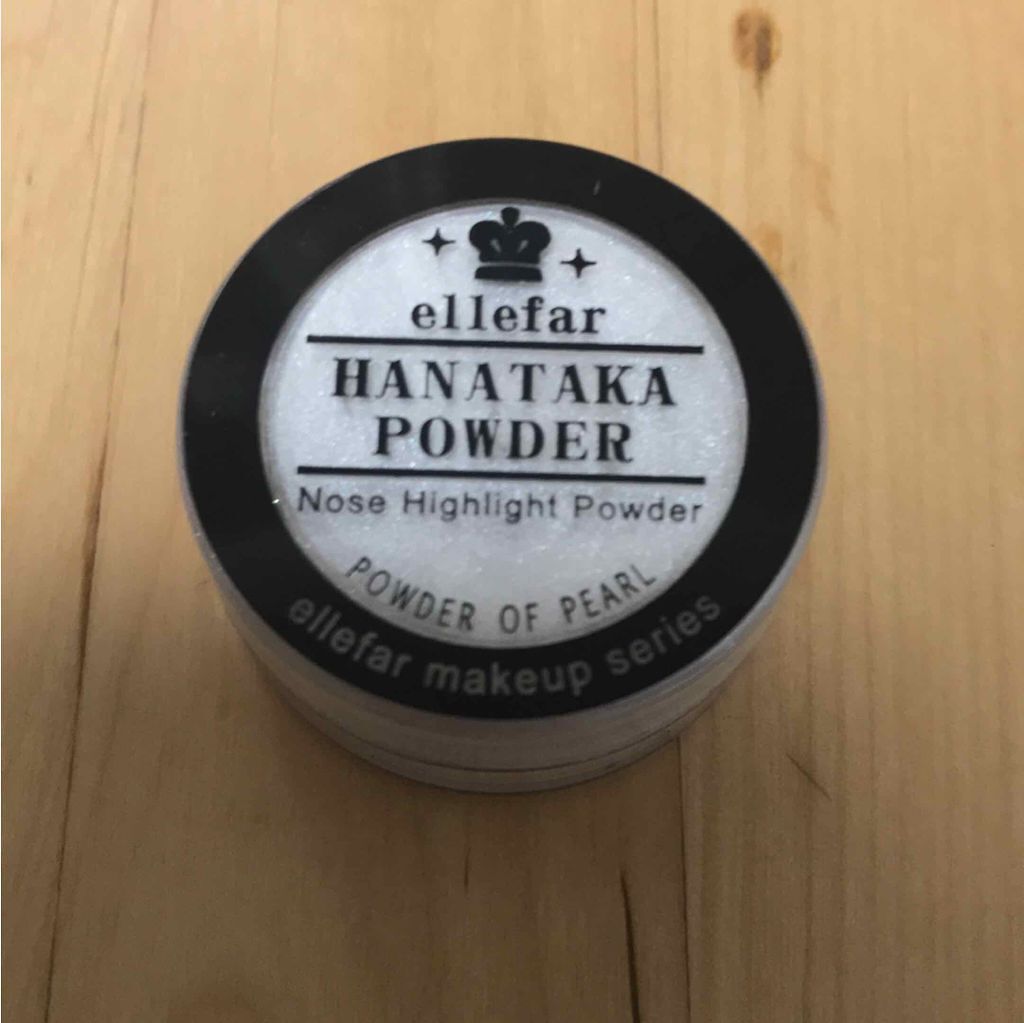 ellefar
HANATAKA
POWDER
Nose Highlight Powder
POWDER OF PEARL
ellefar makeup series